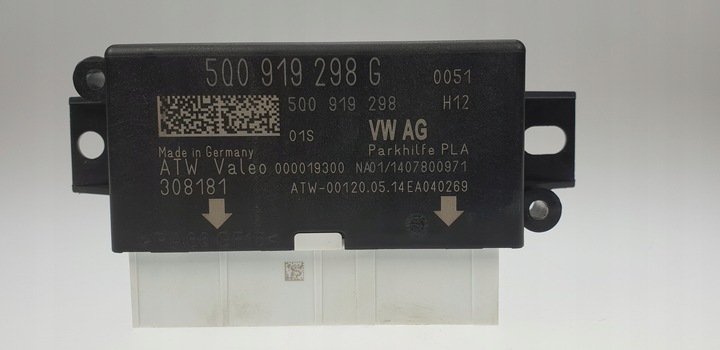 5Q0 919 298 G 0051
5Q0 919 298 H12
01S VW AG
Made in Germany Parkhilfe PLA
ATW Valeo 000019300 NA01/1407800971
308181 ATW-00120.05.14EA040269